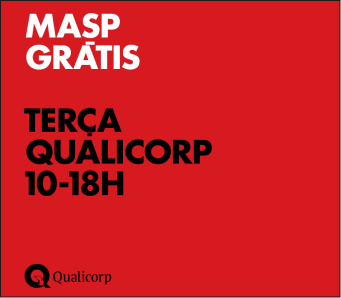 MASP
GRÁTIS
TERÇA
QUALICORP
10-18H
Qualicorp